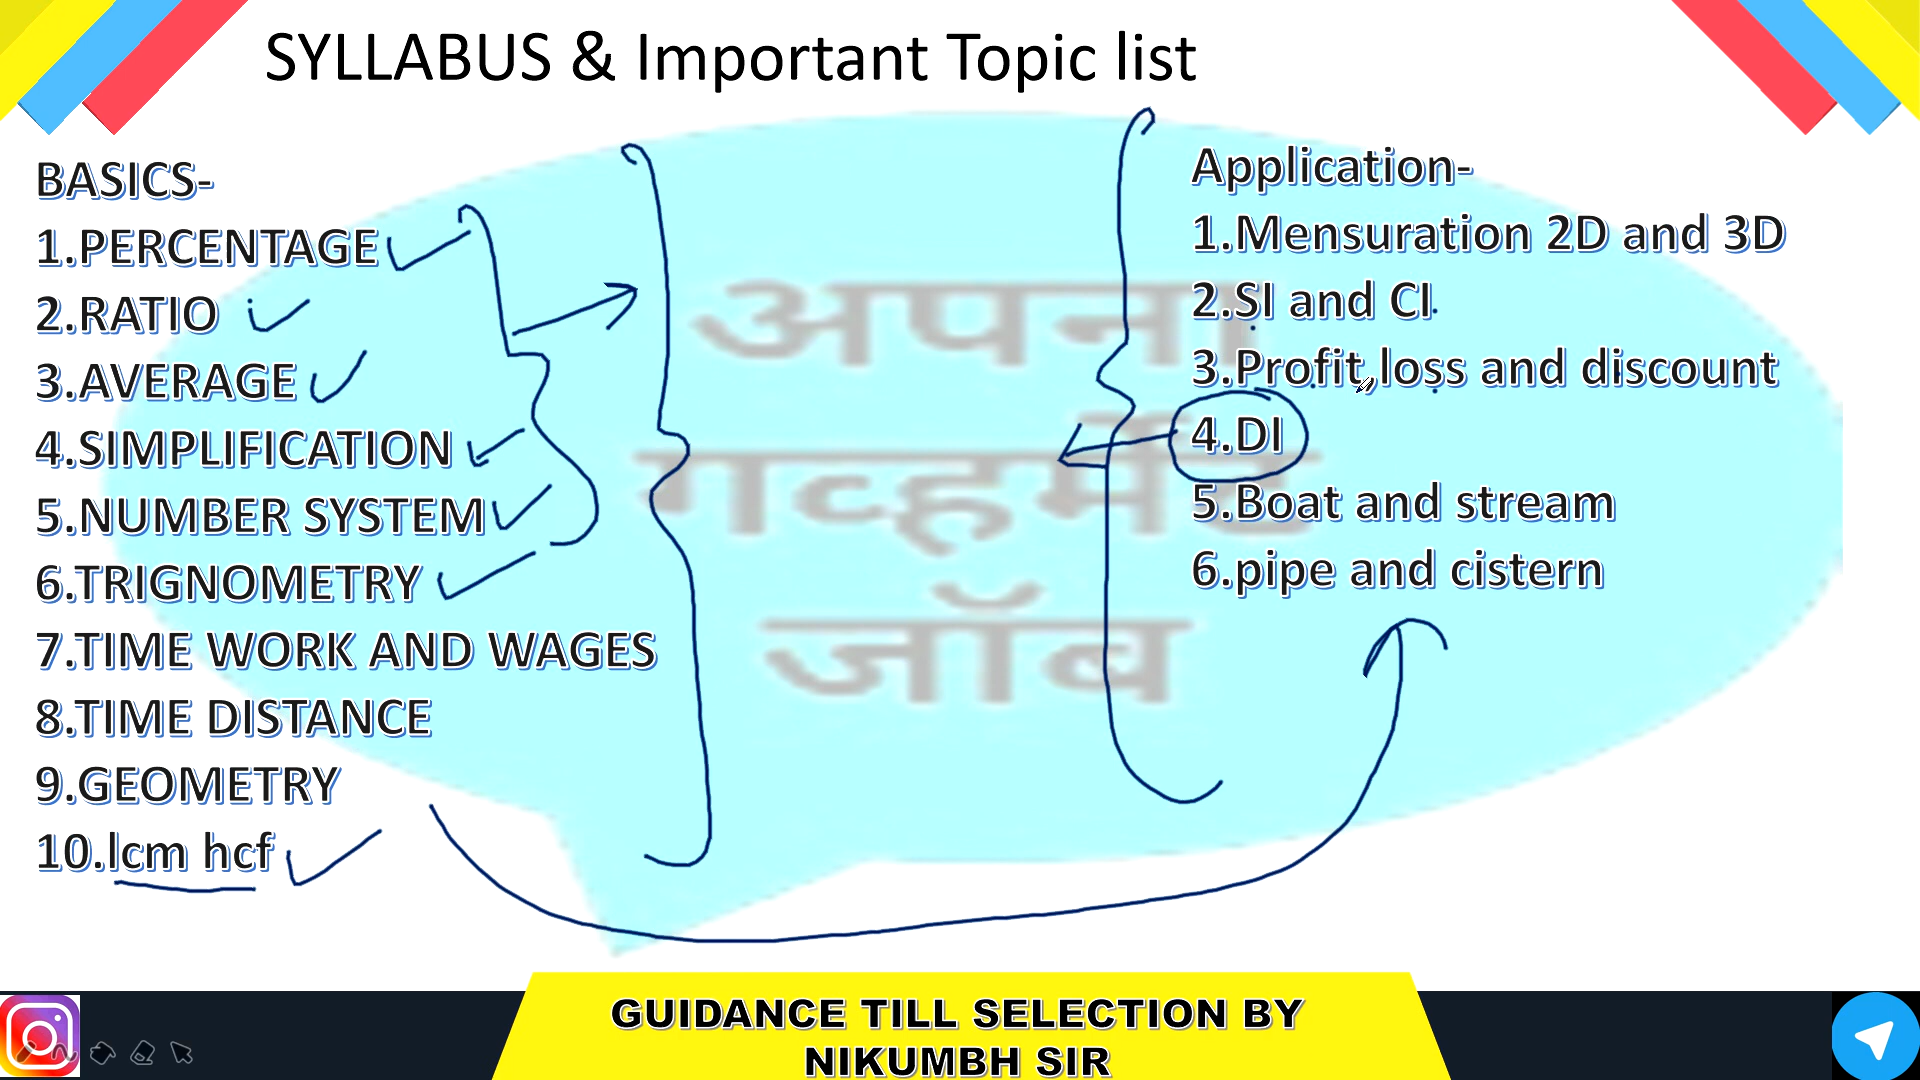 SYLLABUS & Important Topic list
BASICS-
1.PERCENTAGE
2.RATIO
3.AVERAGE
4.SIMPLIFICATION
5.NUMBER SYSTEM
6.TRIGNOMETRY
7.TIME WORK AND WAGES
8.TIME DISTANCE
9.GEOMETRY
10.lcm hcf
Application-
1.Mensuration 2D and 3D
2.SI and CI
3.Profit,loss and discount
4.DI
5.Boat and stream
6.pipe and cistern
अपना
गव्हर्मेंट
जॉब
GUIDANCE TILL SELECTION BY
NIKUMBH SIR